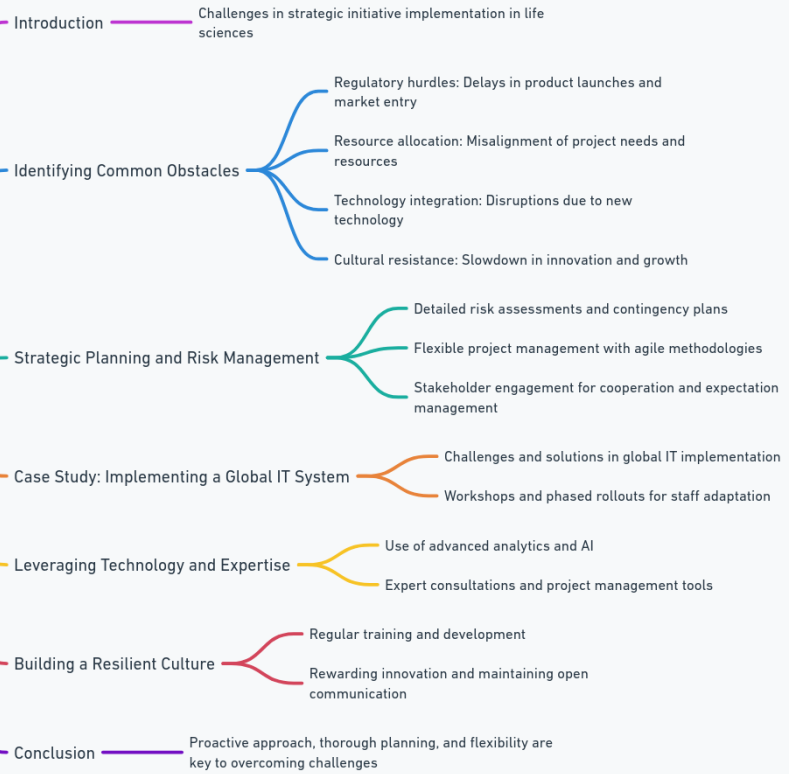 Introduction
Challenges in strategic initiative implementation in life
sciences
Identifying Common Obstacles
Regulatory hurdles: Delays in product launches and
market entry
Resource allocation: Misalignment of project needs and
resources
Technology integration: Disruptions due to new
technology
Cultural resistance: Slowdown in innovation and growth
Strategic Planning and Risk Management
Detailed risk assessments and contingency plans
Flexible project management with agile methodologies
Stakeholder engagement for cooperation and expectation
management
Case Study: Implementing a Global IT System
Challenges and solutions in global IT implementation
Workshops and phased rollouts for staff adaptation
Leveraging Technology and Expertise
Use of advanced analytics and AI
Expert consultations and project management tools
Building a Resilient Culture
Regular training and development
Rewarding innovation and maintaining open
communication
Conclusion
Proactive approach, thorough planning, and flexibility are
key to overcoming challenges